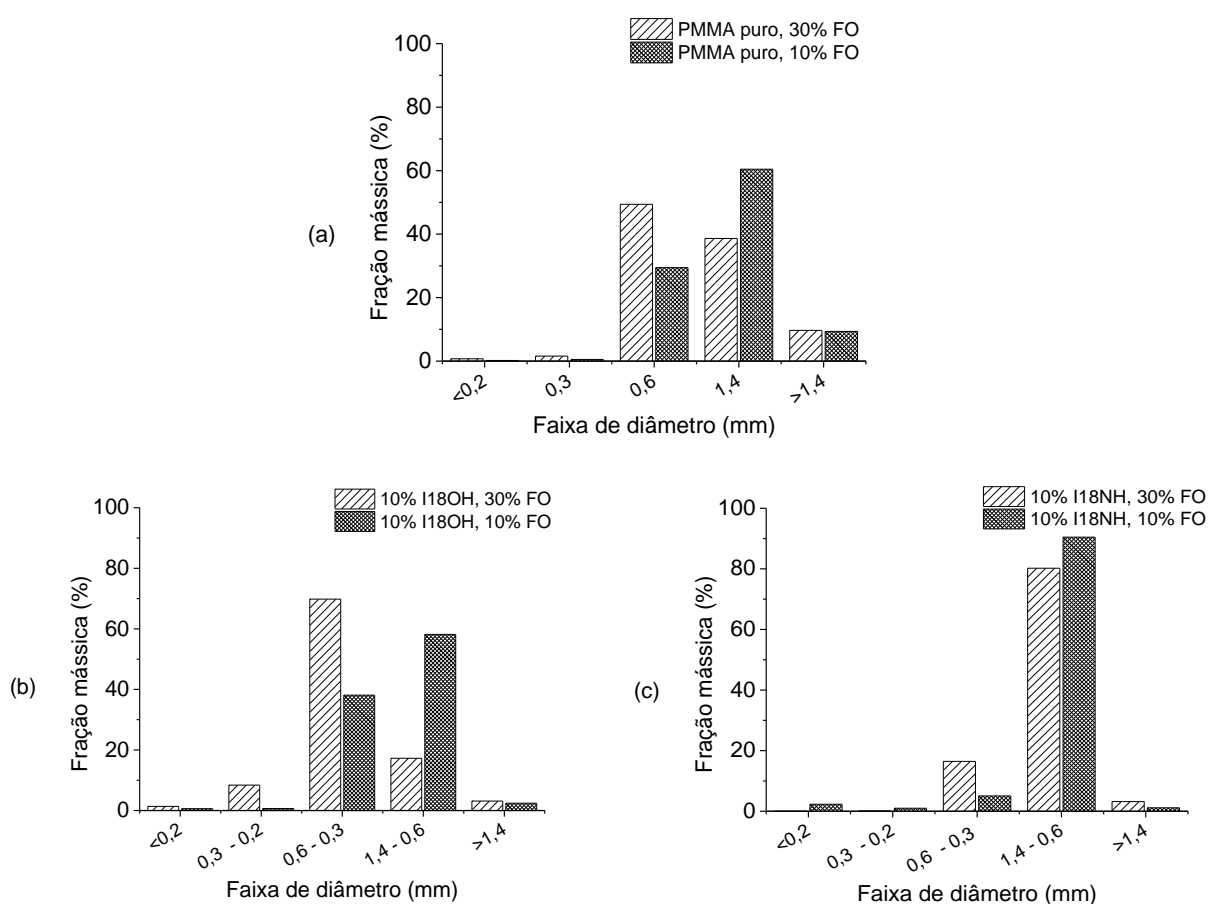 PMMA puro, 30% FO
PMMA puro, 10% FO
100
80
60
40
20
0
Fração mássica (%)
(a)
<0,2
0,3
0,6
1,4
>1,4
Faixa de diâmetro (mm)
10% I18OH, 30% FO
10% I18OH, 10% FO
100
80
60
40
20
0
Fração mássica (%)
(b)
<0,2
0,3 - 0,2
0,6 - 0,3
1,4 - 0,6
>1,4
Faixa de diâmetro (mm)
10% I18NH, 30% FO
10% I18NH, 10% FO
100
80
60
40
20
0
Fração mássica (%)
(c)
<0,2
0,3 - 0,2
0,6 - 0,3
1,4 - 0,6
>1,4
Faixa de diâmetro (mm)